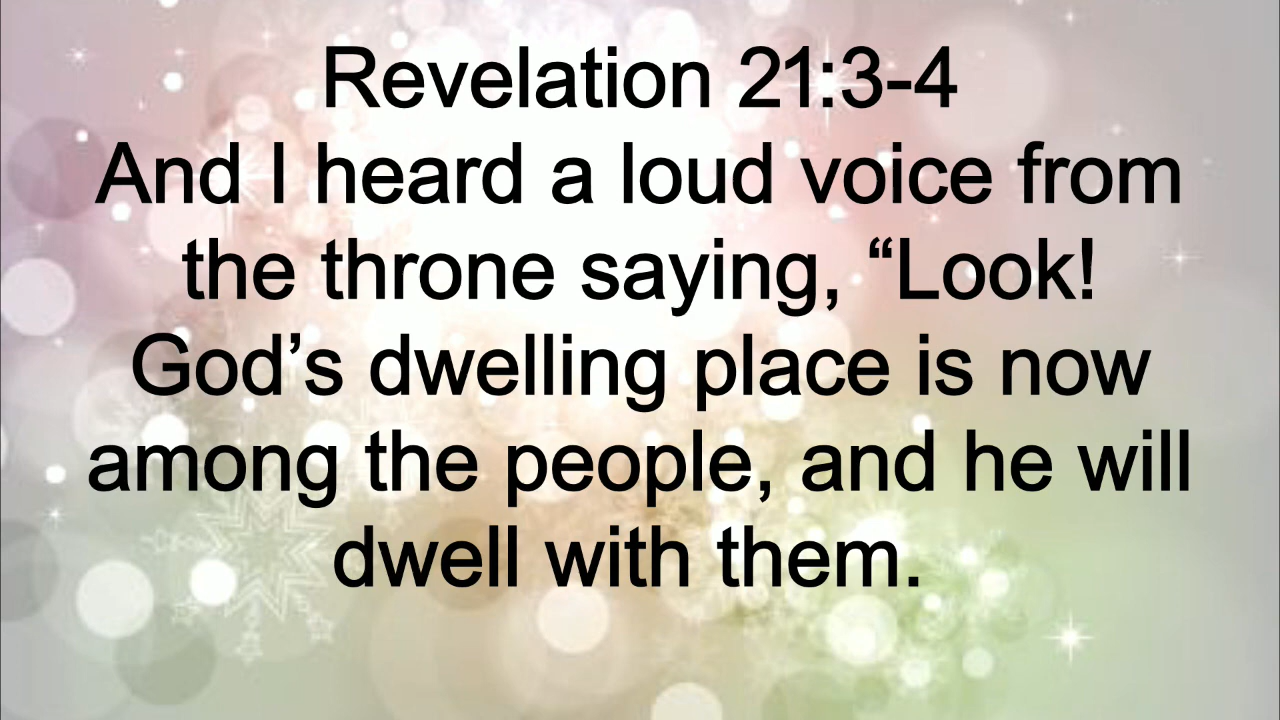 Revelation 21:3-4
And I heard a loud voice from
the throne saying, “Look!
God’s dwelling place is now
among the people, and he will
dwell with them.